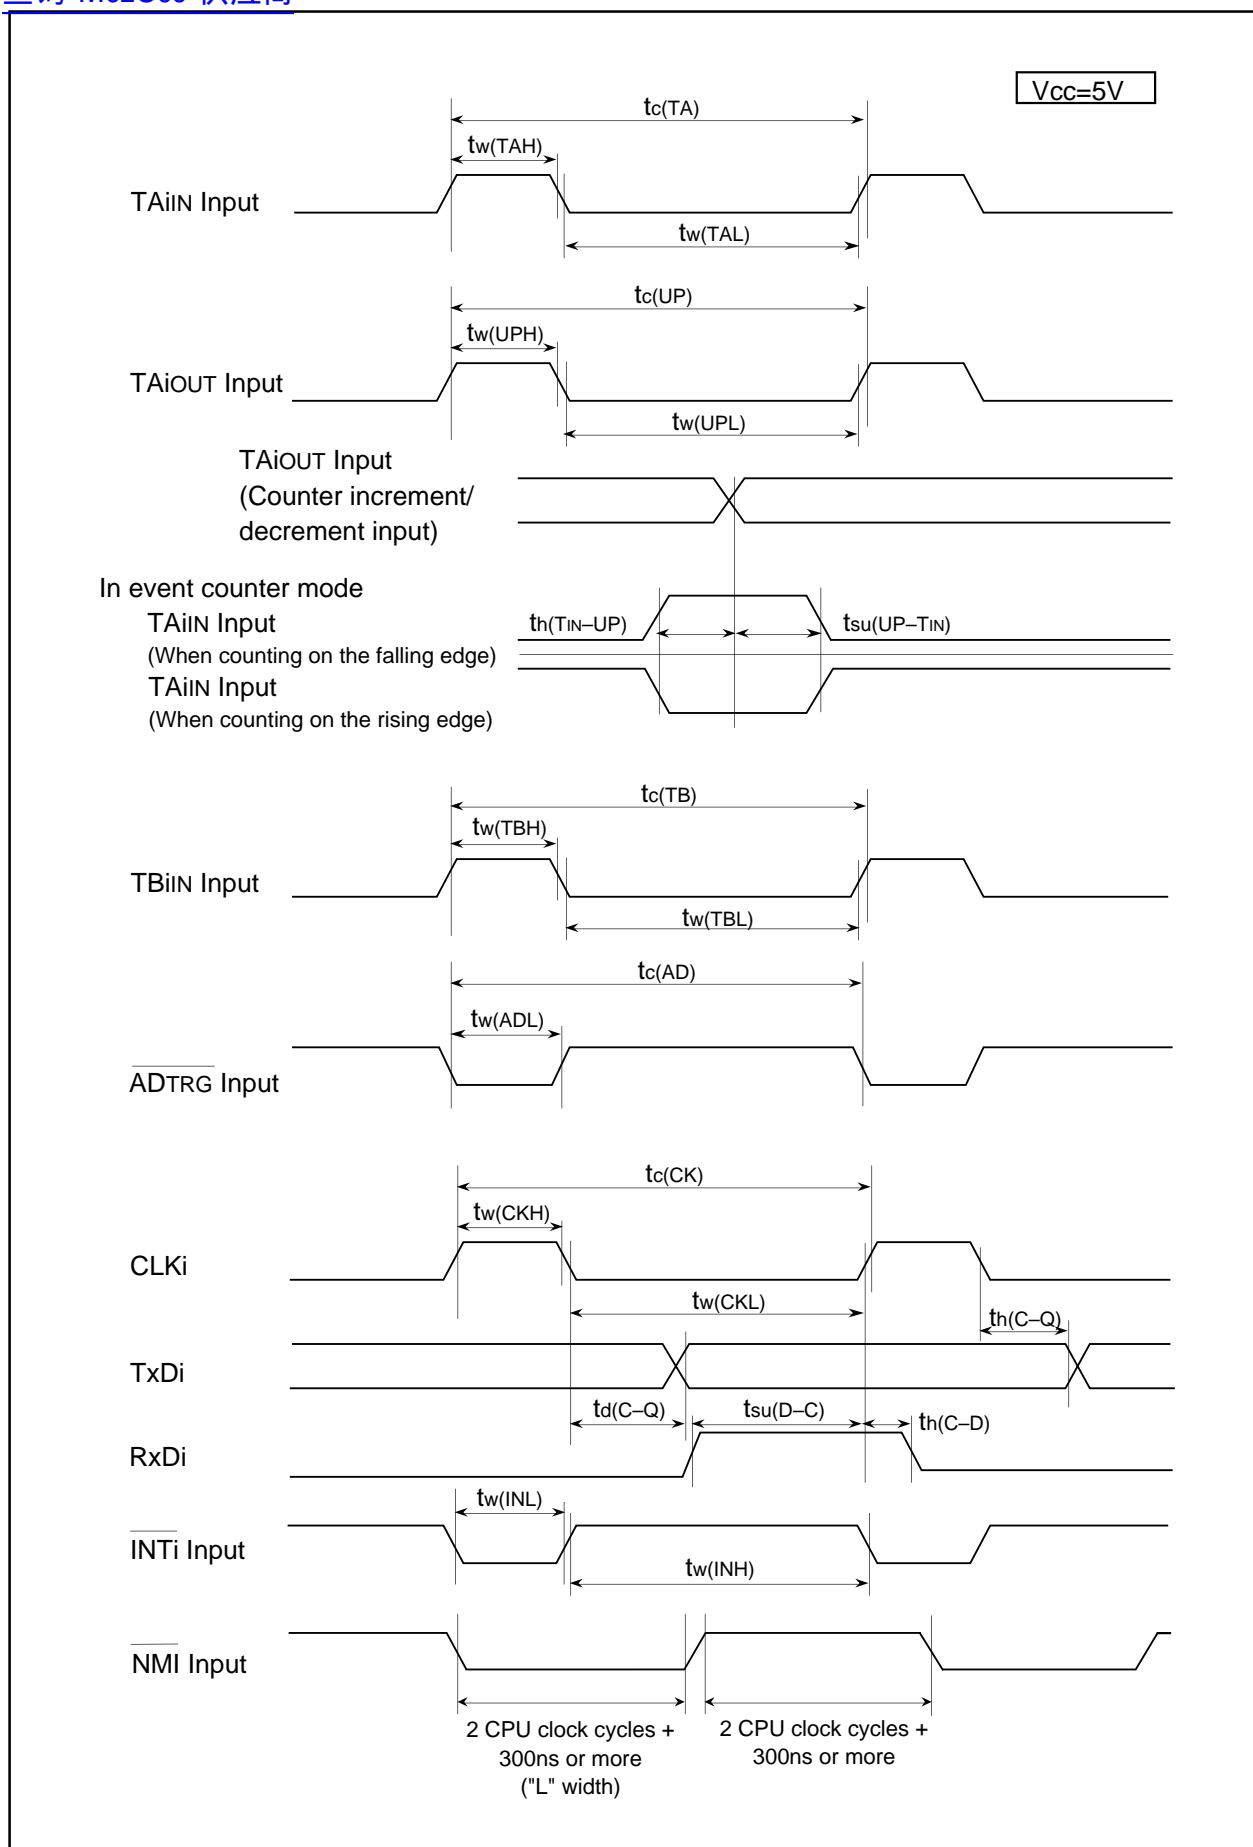 M32C83 供应商
Vcc=5V
tc(TA)
tw(TAH)
TAiIN Input
tw(TAL)
tc(UP)
tw(UPH)
TAiOUT Input
tw(UPL)
TAiOUT Input
(Counter increment/
decrement input)
In event counter mode
TAiIN Input
(When counting on the falling edge)
th(TIN–UP)
tsu(UP–TIN)
TAiIN Input
(When counting on the rising edge)
tc(TB)
tw(TBH)
TBiIN Input
tw(TBL)
tc(AD)
tw(ADL)
ADTRG Input
tc(CK)
tw(CKH)
CLKi
tw(CKL)
th(C–Q)
TxDi
td(C–Q)
tsu(D–C)
th(C–D)
RxDi
tw(INL)
INTi Input
tw(INH)
NMI Input
2 CPU clock cycles +
300ns or more
("L" width)
2 CPU clock cycles +
300ns or more